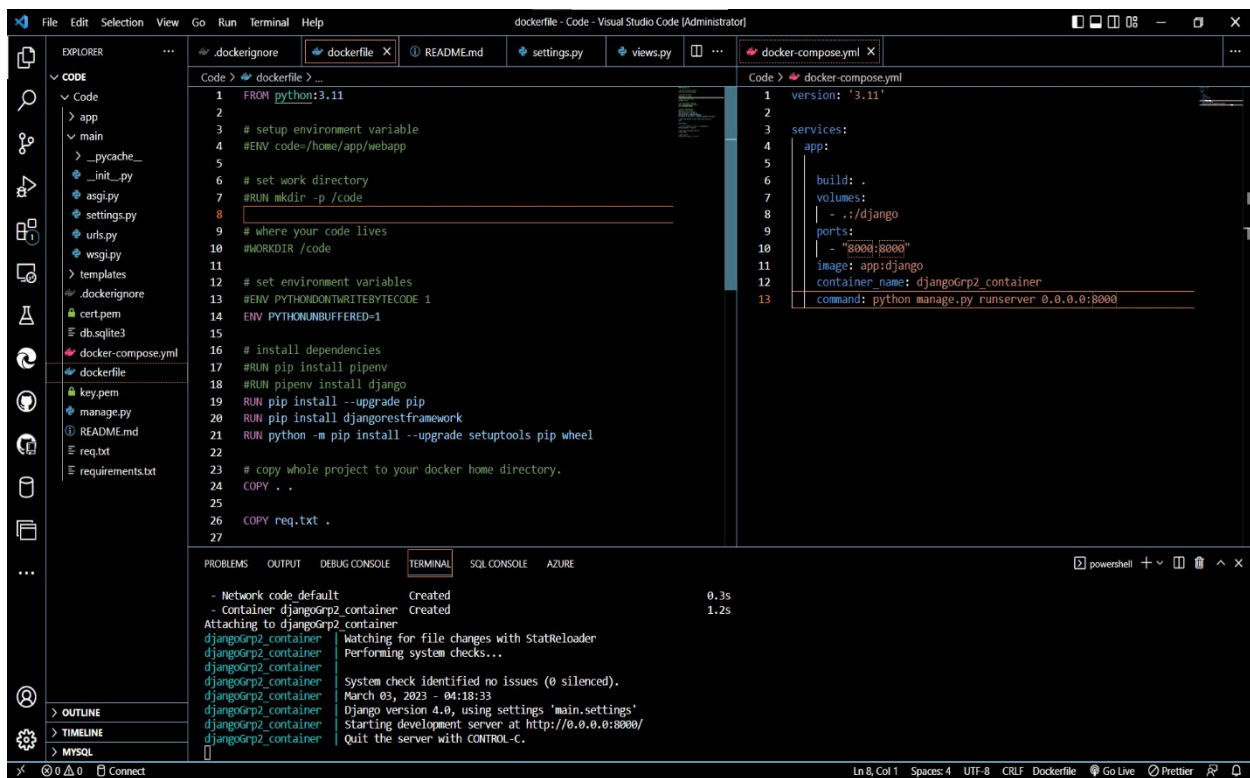 File Edit Selection View Go Run Terminal Help
dockerfile - Code - Visual Studio Code [Administrator]
EXPLORER
CODE
Code
app
main
__pycache__
__init__.py
asgi.py
settings.py
urls.py
wsgi.py
templates
.dockerignore
cert.pem
db.sqlite3
docker-compose.yml
dockerfile
key.pem
manage.py
README.md
req.txt
requirements.txt
OUTLINE
TIMELINE
MYSQL
.dockerignore dockerfile README.md settings.py views.py
Code > dockerfile > ...
1 FROM python:3.11
2
3 # setup environment variable
4 #ENV code=/home/app/webapp
5
6 # set work directory
7 #RUN mkdir -p /code
8
9 # where your code lives
10 #WORKDIR /code
11
12 # set environment variables
13 #ENV PYTHONDONTWRITEBYTECODE 1
14 ENV PYTHONUNBUFFERED=1
15
16 # install dependencies
17 #RUN pip install pipenv
18 #RUN pipenv install django
19 RUN pip install --upgrade pip
20 RUN pip install djangorestframework
21 RUN python -m pip install --upgrade setuptools pip wheel
22
23 # copy whole project to your docker home directory.
24 COPY . .
25
26 COPY req.txt .
27
docker-compose.yml
Code > docker-compose.yml
1 version: '3.11'
2
3 services:
4 app:
5
6 build: .
7 volumes:
8 - .:/django
9 ports:
10 - "8000:8000"
11 image: app:django
12 container_name: djangoGrp2_container
13 command: python manage.py runserver 0.0.0.0:8000
PROBLEMS OUTPUT DEBUG CONSOLE TERMINAL SQL CONSOLE AZURE
powershell
- Network code_default Created 0.3s
- Container djangoGrp2_container Created 1.2s
Attaching to djangoGrp2_container
djangoGrp2_container | Watching for file changes with StatReloader
djangoGrp2_container | Performing system checks...
djangoGrp2_container |
djangoGrp2_container | System check identified no issues (0 silenced).
djangoGrp2_container | March 03, 2023 - 04:18:33
djangoGrp2_container | Django version 4.0, using settings 'main.settings'
djangoGrp2_container | Starting development server at http://0.0.0.0:8000/
djangoGrp2_container | Quit the server with CONTROL-C.
0 0 Connect
Ln 8, Col 1 Spaces: 4 UTF-8 CRLF Dockerfile Go Live Prettier